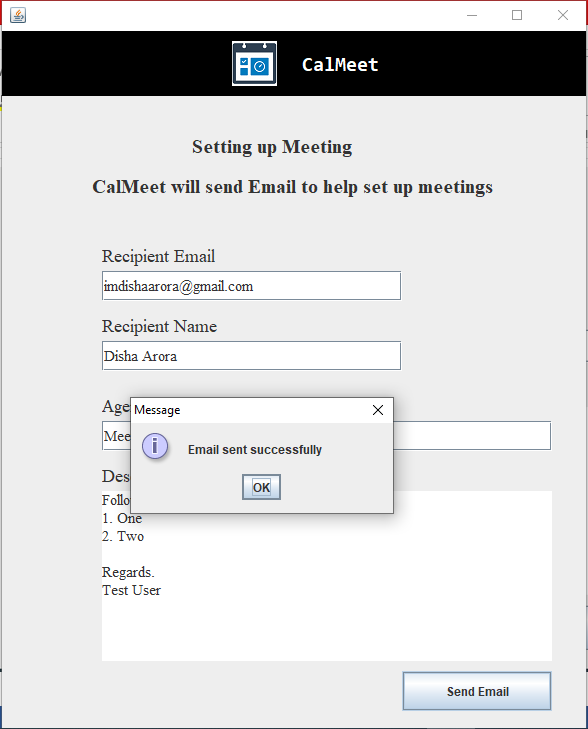 CalMeet
Setting up Meeting
CalMeet will send Email to help set up meetings
Recipient Email
imdishaarora@gmail.com
Recipient Name
Disha Arora
Message
Email sent successfully
OK
1. One
2. Two
Regards.
Test User
Send Email